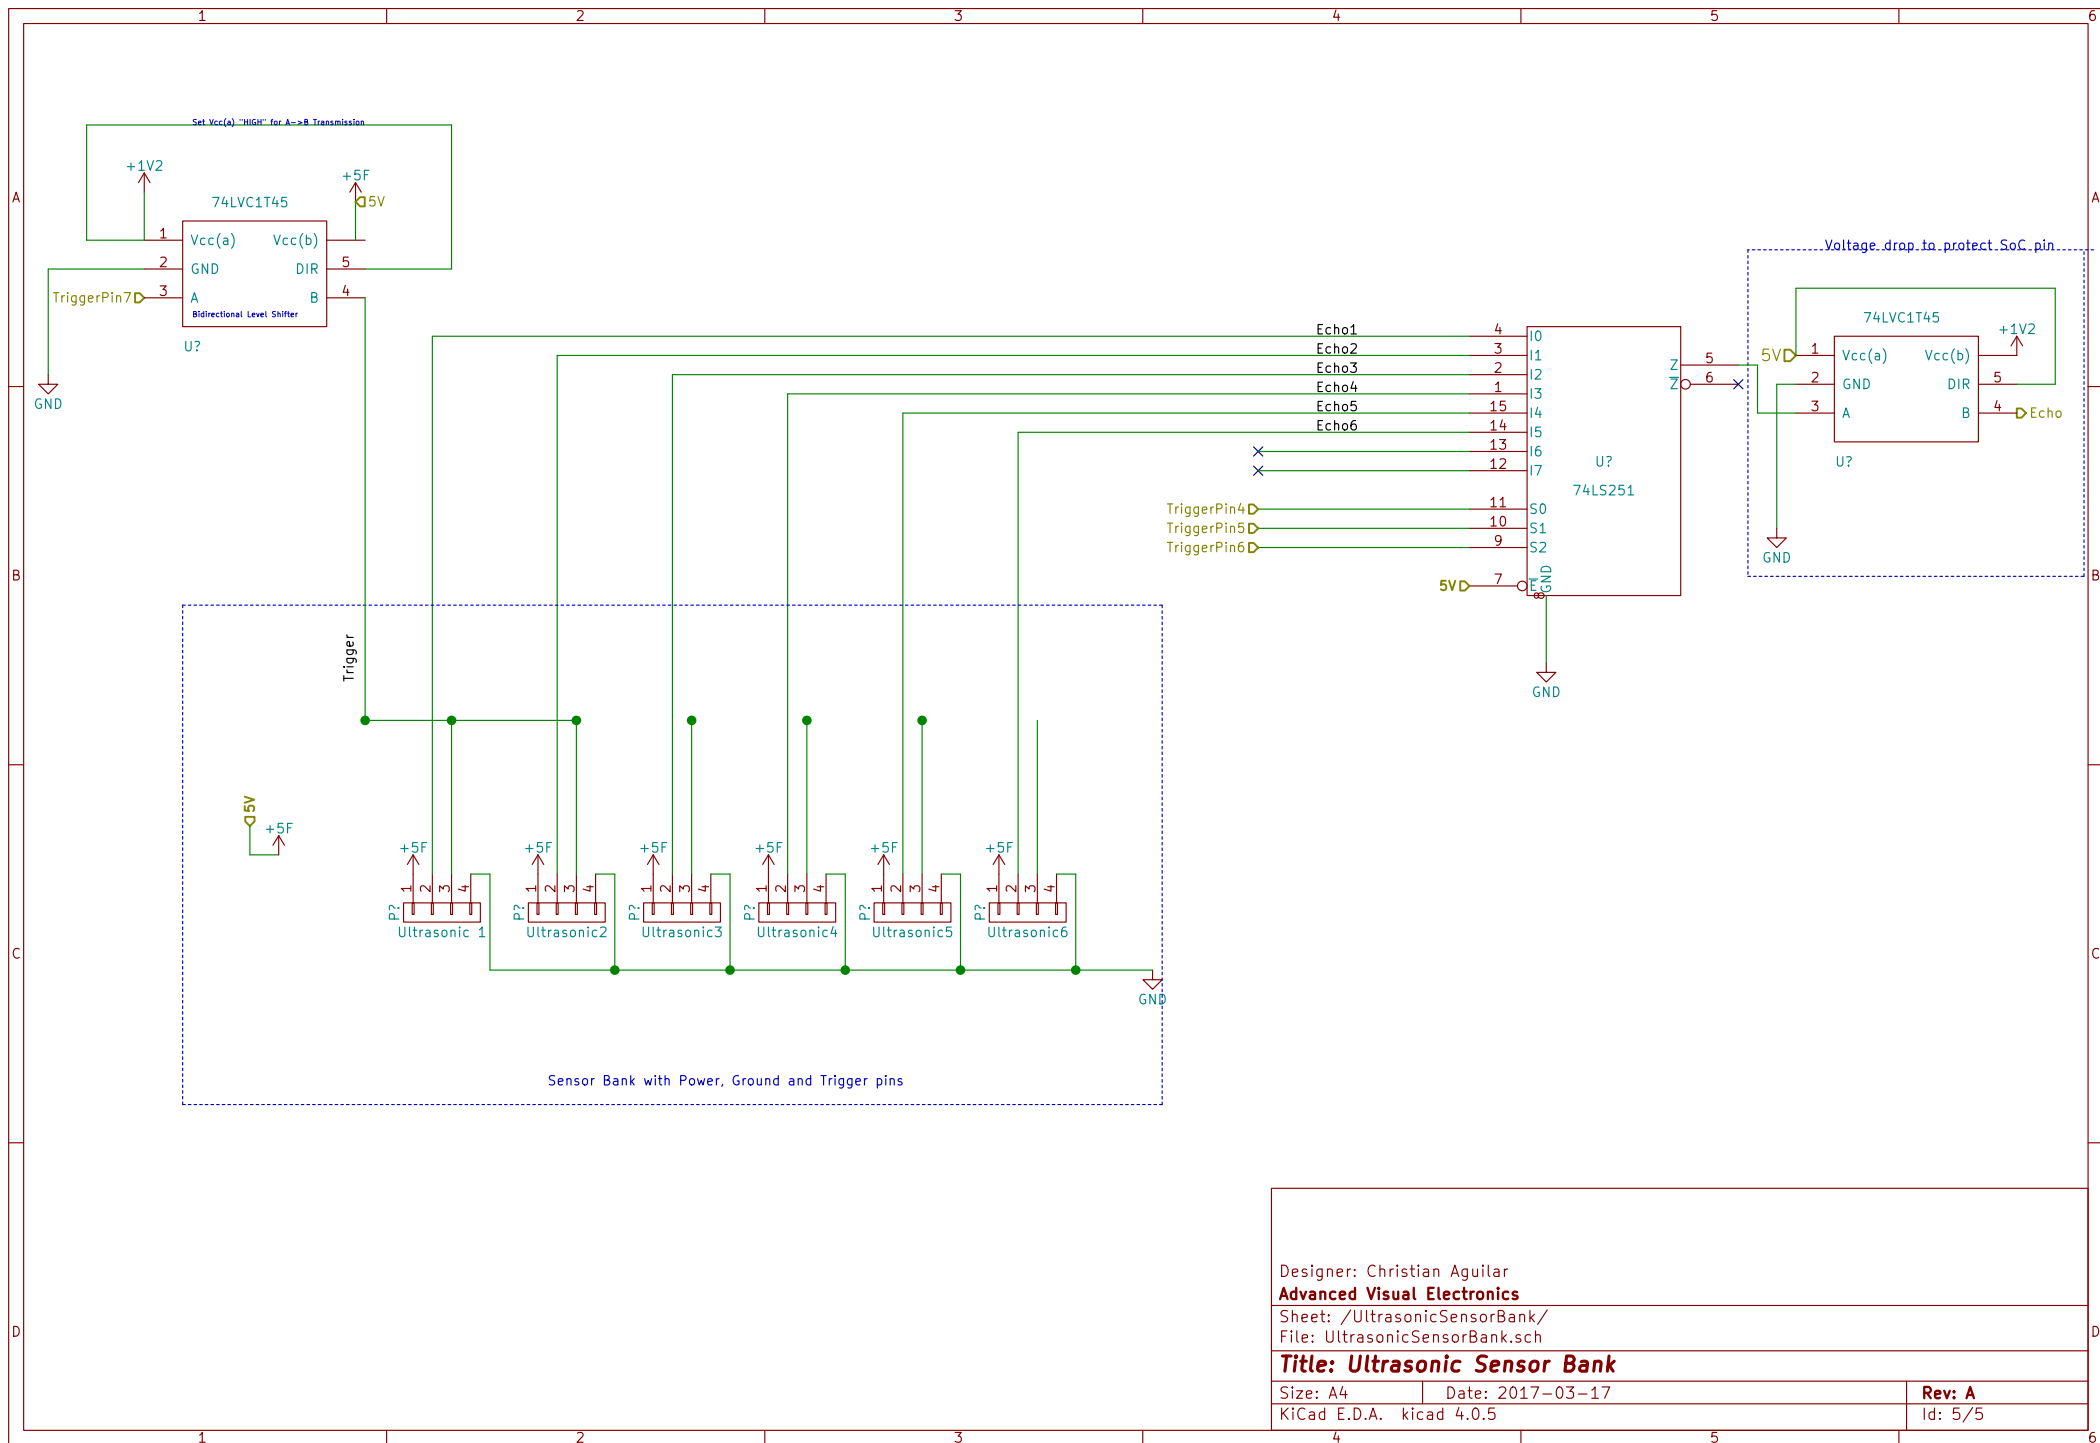 1 2 3 4 5 6
A
B
C
D
A
B
C
D
Set Vcc(a) "HIGH" for A->B Transmission
+1V2
+5F
5V
74LVC1T45
1 Vcc(a) Vcc(b)
2 GND DIR 5
TriggerPin7 3 A B 4
Bidirectional Level Shifter
U?
GND
Echo1 4 I0
Echo2 3 I1
Echo3 2 I2
Echo4 1 I3
Echo5 15 I4
Echo6 14 I5
13 I6
12 I7
TriggerPin4 11 S0
TriggerPin5 10 S1
TriggerPin6 9 S2
5V 7 E
GND
8
GND
U?
74LS251
Z 5
Z 6
Voltage drop to protect SoC pin
74LVC1T45
+1V2
5V 1 Vcc(a) Vcc(b)
2 GND DIR 5
3 A B 4 Echo
U?
GND
Trigger
5V
+5F
+5F +5F +5F +5F +5F +5F
1 2 3 4 1 2 3 4 1 2 3 4 1 2 3 4 1 2 3 4 1 2 3 4
P? P? P? P? P? P?
Ultrasonic 1 Ultrasonic2 Ultrasonic3 Ultrasonic4 Ultrasonic5 Ultrasonic6
GND
Sensor Bank with Power, Ground and Trigger pins
Designer: Christian Aguilar
Advanced Visual Electronics
Sheet: /UltrasonicSensorBank/
File: UltrasonicSensorBank.sch
Title: Ultrasonic Sensor Bank
Size: A4 Date: 2017-03-17 Rev: A
KiCad E.D.A. kicad 4.0.5 Id: 5/5
1 2 3 4 5 6